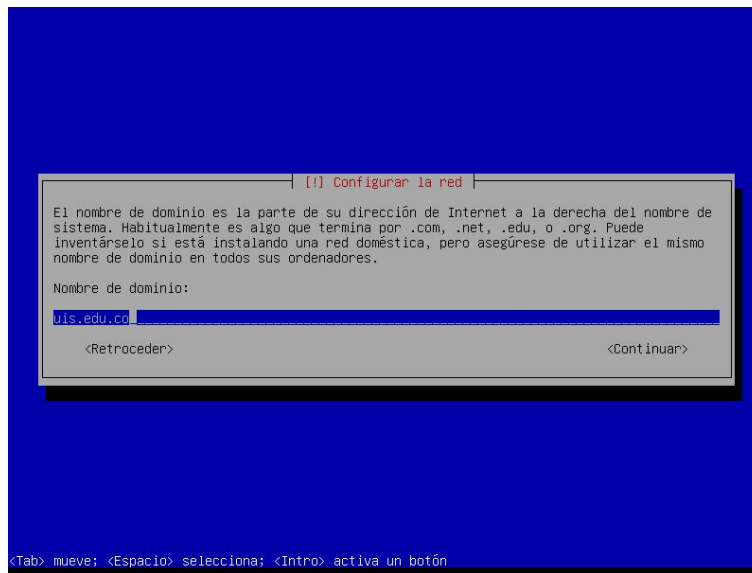 [!] Configurar la red
El nombre de dominio es la parte de su dirección de Internet a la derecha del nombre de
sistema. Habitualmente es algo que termina por .com, .net, .edu, o .org. Puede
inventárselo si está instalando una red doméstica, pero asegúrese de utilizar el mismo
nombre de dominio en todos sus ordenadores.
Nombre de dominio:
uis.edu.co
<Retroceder> <Continuar>
<Tab> mueve; <Espacio> selecciona; <Intro> activa un botón